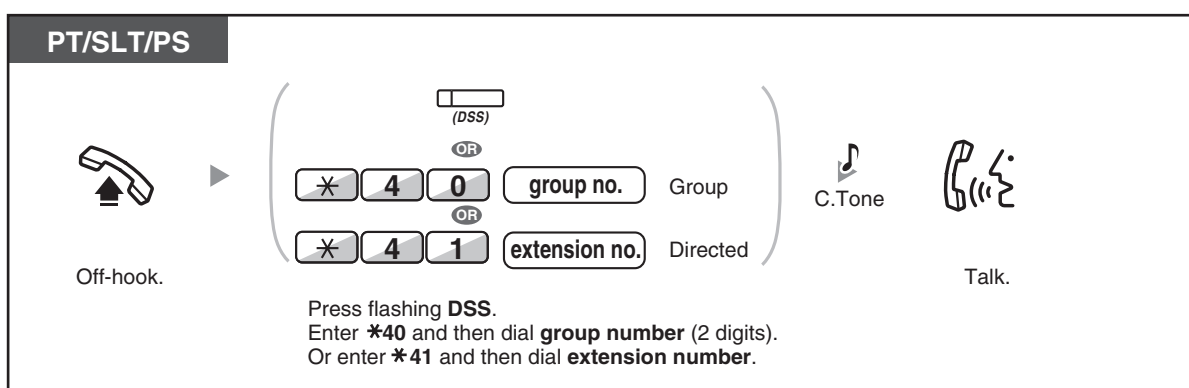 PT/SLT/PS
(DSS)
OR
* 4 0 group no. Group
OR
* 4 1 extension no. Directed
C.Tone
Off-hook.
Talk.
Press flashing DSS.
Enter *40 and then dial group number (2 digits).
Or enter *41 and then dial extension number.